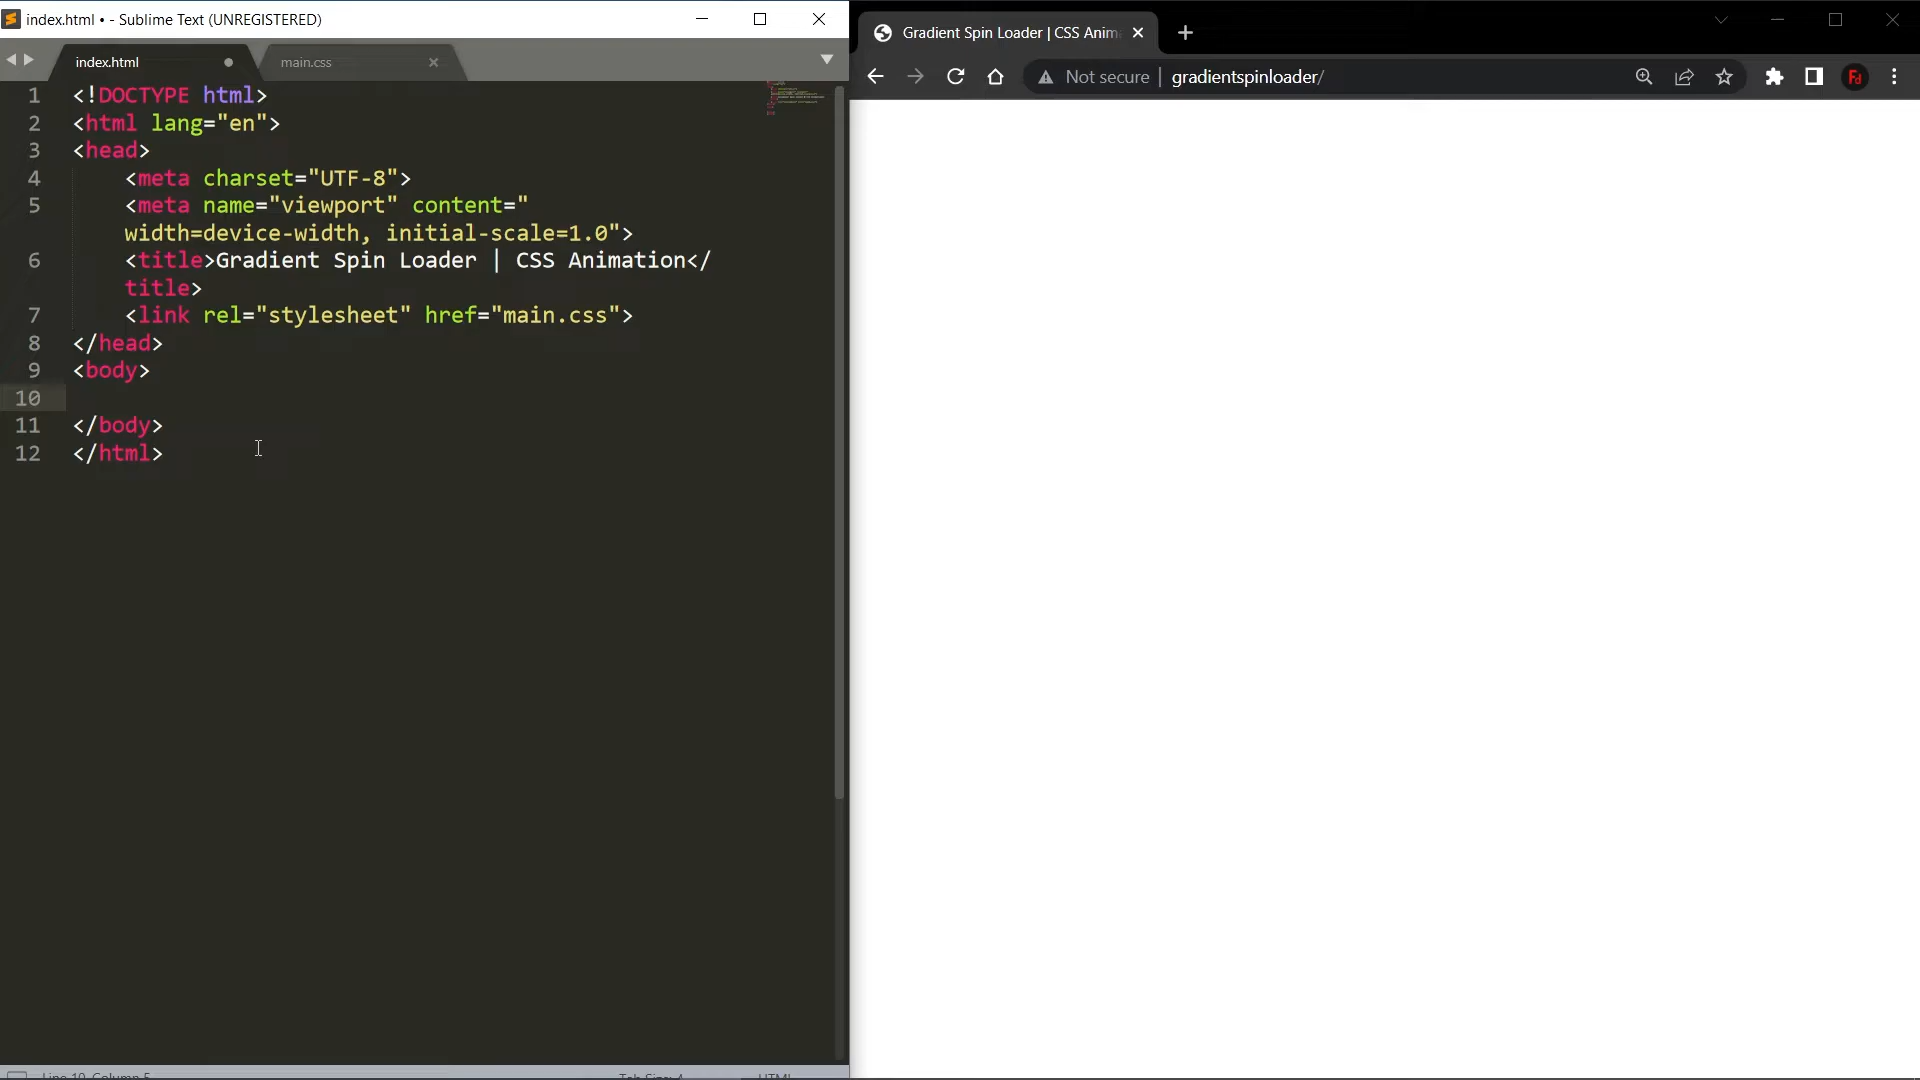 index.html • - Sublime Text (UNREGISTERED)
index.html
main.css
1 <!DOCTYPE html>
2 <html lang="en">
3 <head>
4 <meta charset="UTF-8">
5 <meta name="viewport" content="
width=device-width, initial-scale=1.0">
6 <title>Gradient Spin Loader | CSS Animation</
title>
7 <link rel="stylesheet" href="main.css">
8 </head>
9 <body>
10
11 </body>
12 </html>
Line 10, Column 5
Tab Size: 4
HTML
Gradient Spin Loader | CSS Anim
Not secure | gradientspinloader/
Fd